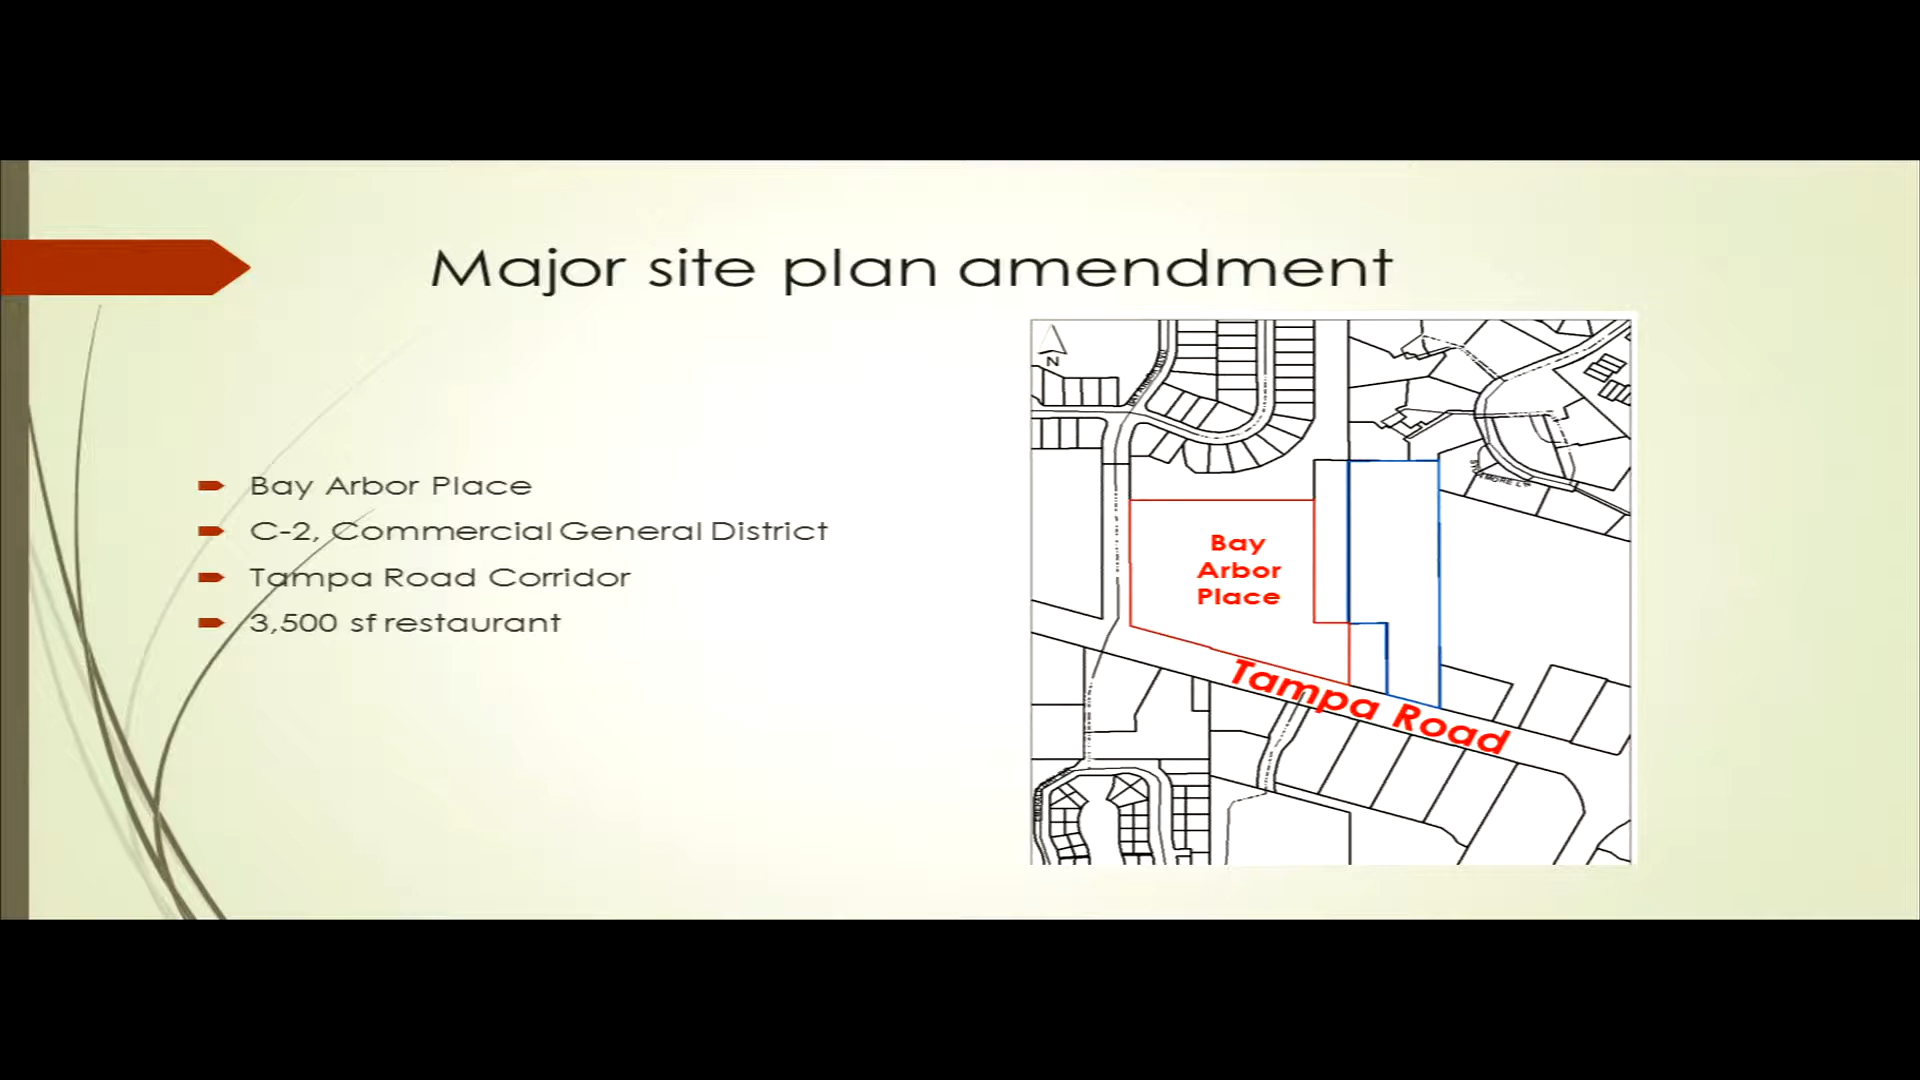 Major site plan amendment
Bay Arbor Place
C-2, Commercial General District
Tampa Road Corridor
3,500 sf restaurant
N
Bay
Arbor
Place
Tampa Road